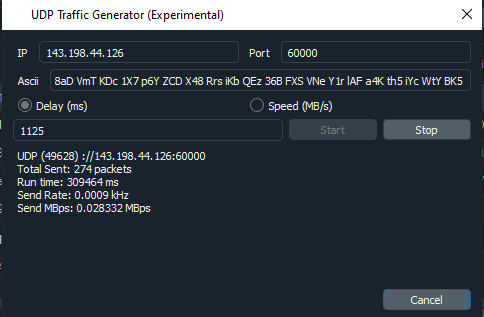 UDP Traffic Generator (Experimental)
IP 143.198.44.126 Port 60000
Ascii 8aD VmT KDc 1X7 p6Y ZCD X48 Rrs iKb QEz 36B FXS VNe Y1r lAF a4K th5 iYc WtY BK5
Delay (ms) Speed (MB/s)
1125 Start Stop
UDP (49628) ://143.198.44.126:60000
Total Sent: 274 packets
Run time: 309464 ms
Send Rate: 0.0009 kHz
Send MBps: 0.028332 MBps
Cancel